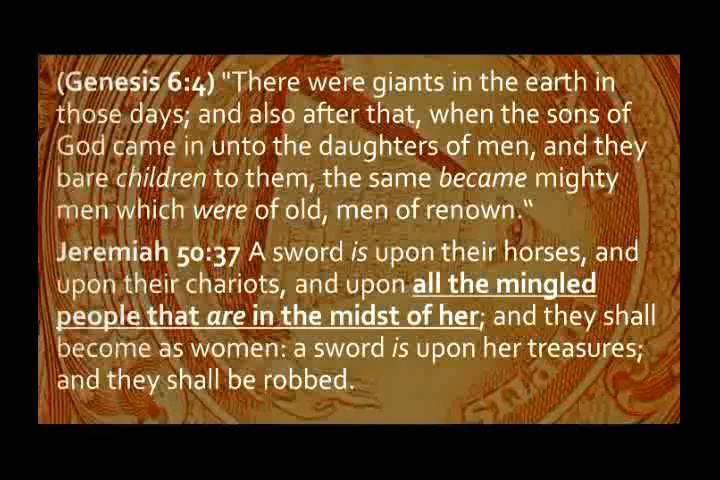 (Genesis 6:4) "There were giants in the earth in
those days; and also after that, when the sons of
God came in unto the daughters of men, and they
bare children to them, the same became mighty
men which were of old, men of renown.“
Jeremiah 50:37 A sword is upon their horses, and
upon their chariots, and upon all the mingled
people that are in the midst of her; and they shall
become as women: a sword is upon her treasures;
and they shall be robbed.